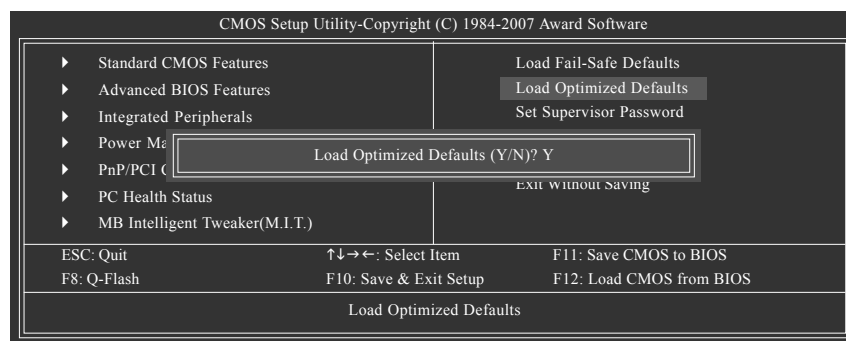 CMOS Setup Utility-Copyright (C) 1984-2007 Award Software
Standard CMOS Features
Advanced BIOS Features
Integrated Peripherals
Power Ma
PnP/PCI
PC Health Status
MB Intelligent Tweaker(M.I.T.)
Load Fail-Safe Defaults
Load Optimized Defaults
Set Supervisor Password
Exit Without Saving
Load Optimized Defaults (Y/N)? Y
ESC: Quit ↑↓→←: Select Item F11: Save CMOS to BIOS
F8: Q-Flash F10: Save & Exit Setup F12: Load CMOS from BIOS
Load Optimized Defaults